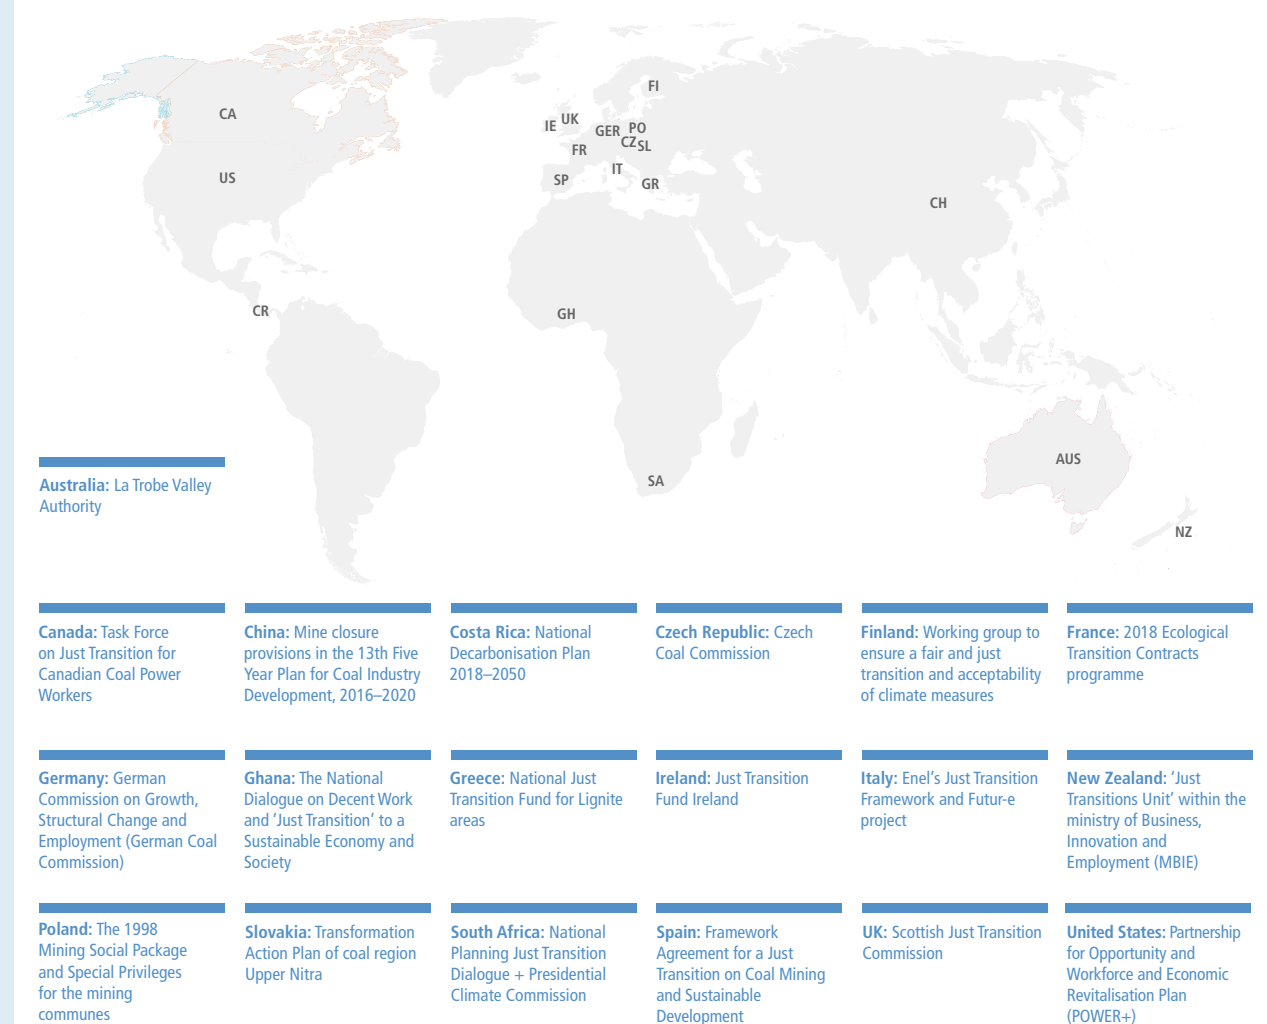 FI
CA
UK
IE
GER
PO
CZ
SL
FR
IT
US
SP
GR
CH
CR
GH
AUS
SA
NZ
Australia: La Trobe Valley
Authority
Canada: Task Force
on Just Transition for
Canadian Coal Power
Workers
China: Mine closure
provisions in the 13th Five
Year Plan for Coal Industry
Development, 2016–2020
Costa Rica: National
Decarbonisation Plan
2018–2050
Czech Republic: Czech
Coal Commission
Finland: Working group to
ensure a fair and just
transition and acceptability
of climate measures
France: 2018 Ecological
Transition Contracts
programme
Germany: German
Commission on Growth,
Structural Change and
Employment (German Coal
Commission)
Ghana: The National
Dialogue on Decent Work
and ‘Just Transition’ to a
Sustainable Economy and
Society
Greece: National Just
Transition Fund for Lignite
areas
Ireland: Just Transition
Fund Ireland
Italy: Enel’s Just Transition
Framework and Futur-e
project
New Zealand: ‘Just
Transitions Unit’ within the
ministry of Business,
Innovation and
Employment (MBIE)
Poland: The 1998
Mining Social Package
and Special Privileges
for the mining
communes
Slovakia: Transformation
Action Plan of coal region
Upper Nitra
South Africa: National
Planning Just Transition
Dialogue + Presidential
Climate Commission
Spain: Framework
Agreement for a Just
Transition on Coal Mining
and Sustainable
Development
UK: Scottish Just Transition
Commission
United States: Partnership
for Opportunity and
Workforce and Economic
Revitalisation Plan
(POWER+)